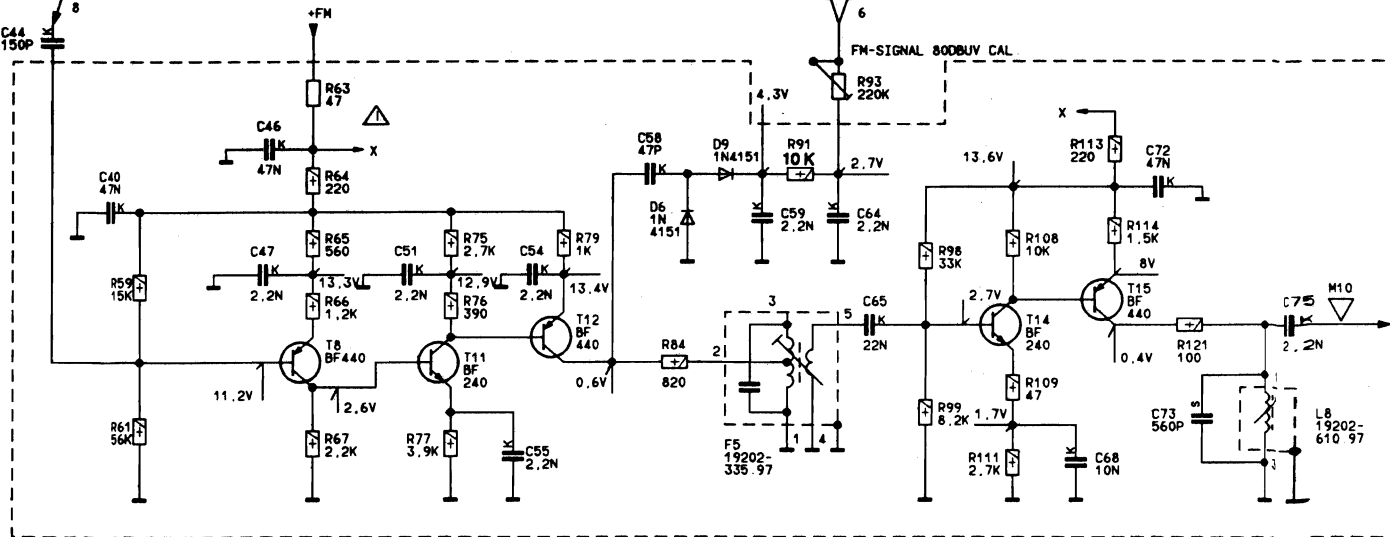 8
C44
150P
K
+FM
6
FM-SIGNAL 80DBUV CAL
R63
47
R93
220K
4,3V
C46
K
47N
X
X
R113
220
C72
47N
K
C58
47P
K
D9
1N4151
R91
10 K
2,7V
13,6V
R64
220
C40
47N
K
D6
1N
4151
K
C59
2,2N
K
C64
2,2N
R65
560
R75
2,7K
R79
1K
R98
33K
R108
10K
R114
1,5K
C47
K
2,2N
13,3V
C51
K
2,2N
12,9V
C54
K
2,2N
13,4V
8V
R59
15K
R66
1,2K
R76
390
T15
BF
440
M10
3
5
C65
K
22N
2,7V
T14
BF
240
C75
K
2,2N
T12
BF
440
T8
BF440
T11
BF
240
R84
820
2
R121
100
0,4V
0,6V
11,2V
2,6V
R109
47
R61
56K
R67
2,2K
R77
3,9K
K
C55
2,2N
1
4
F5
19202-
335.97
R99
8,2K
1,7V
R111
2,7K
K
C68
10N
C73
560P
S
L8
19202-
610.97